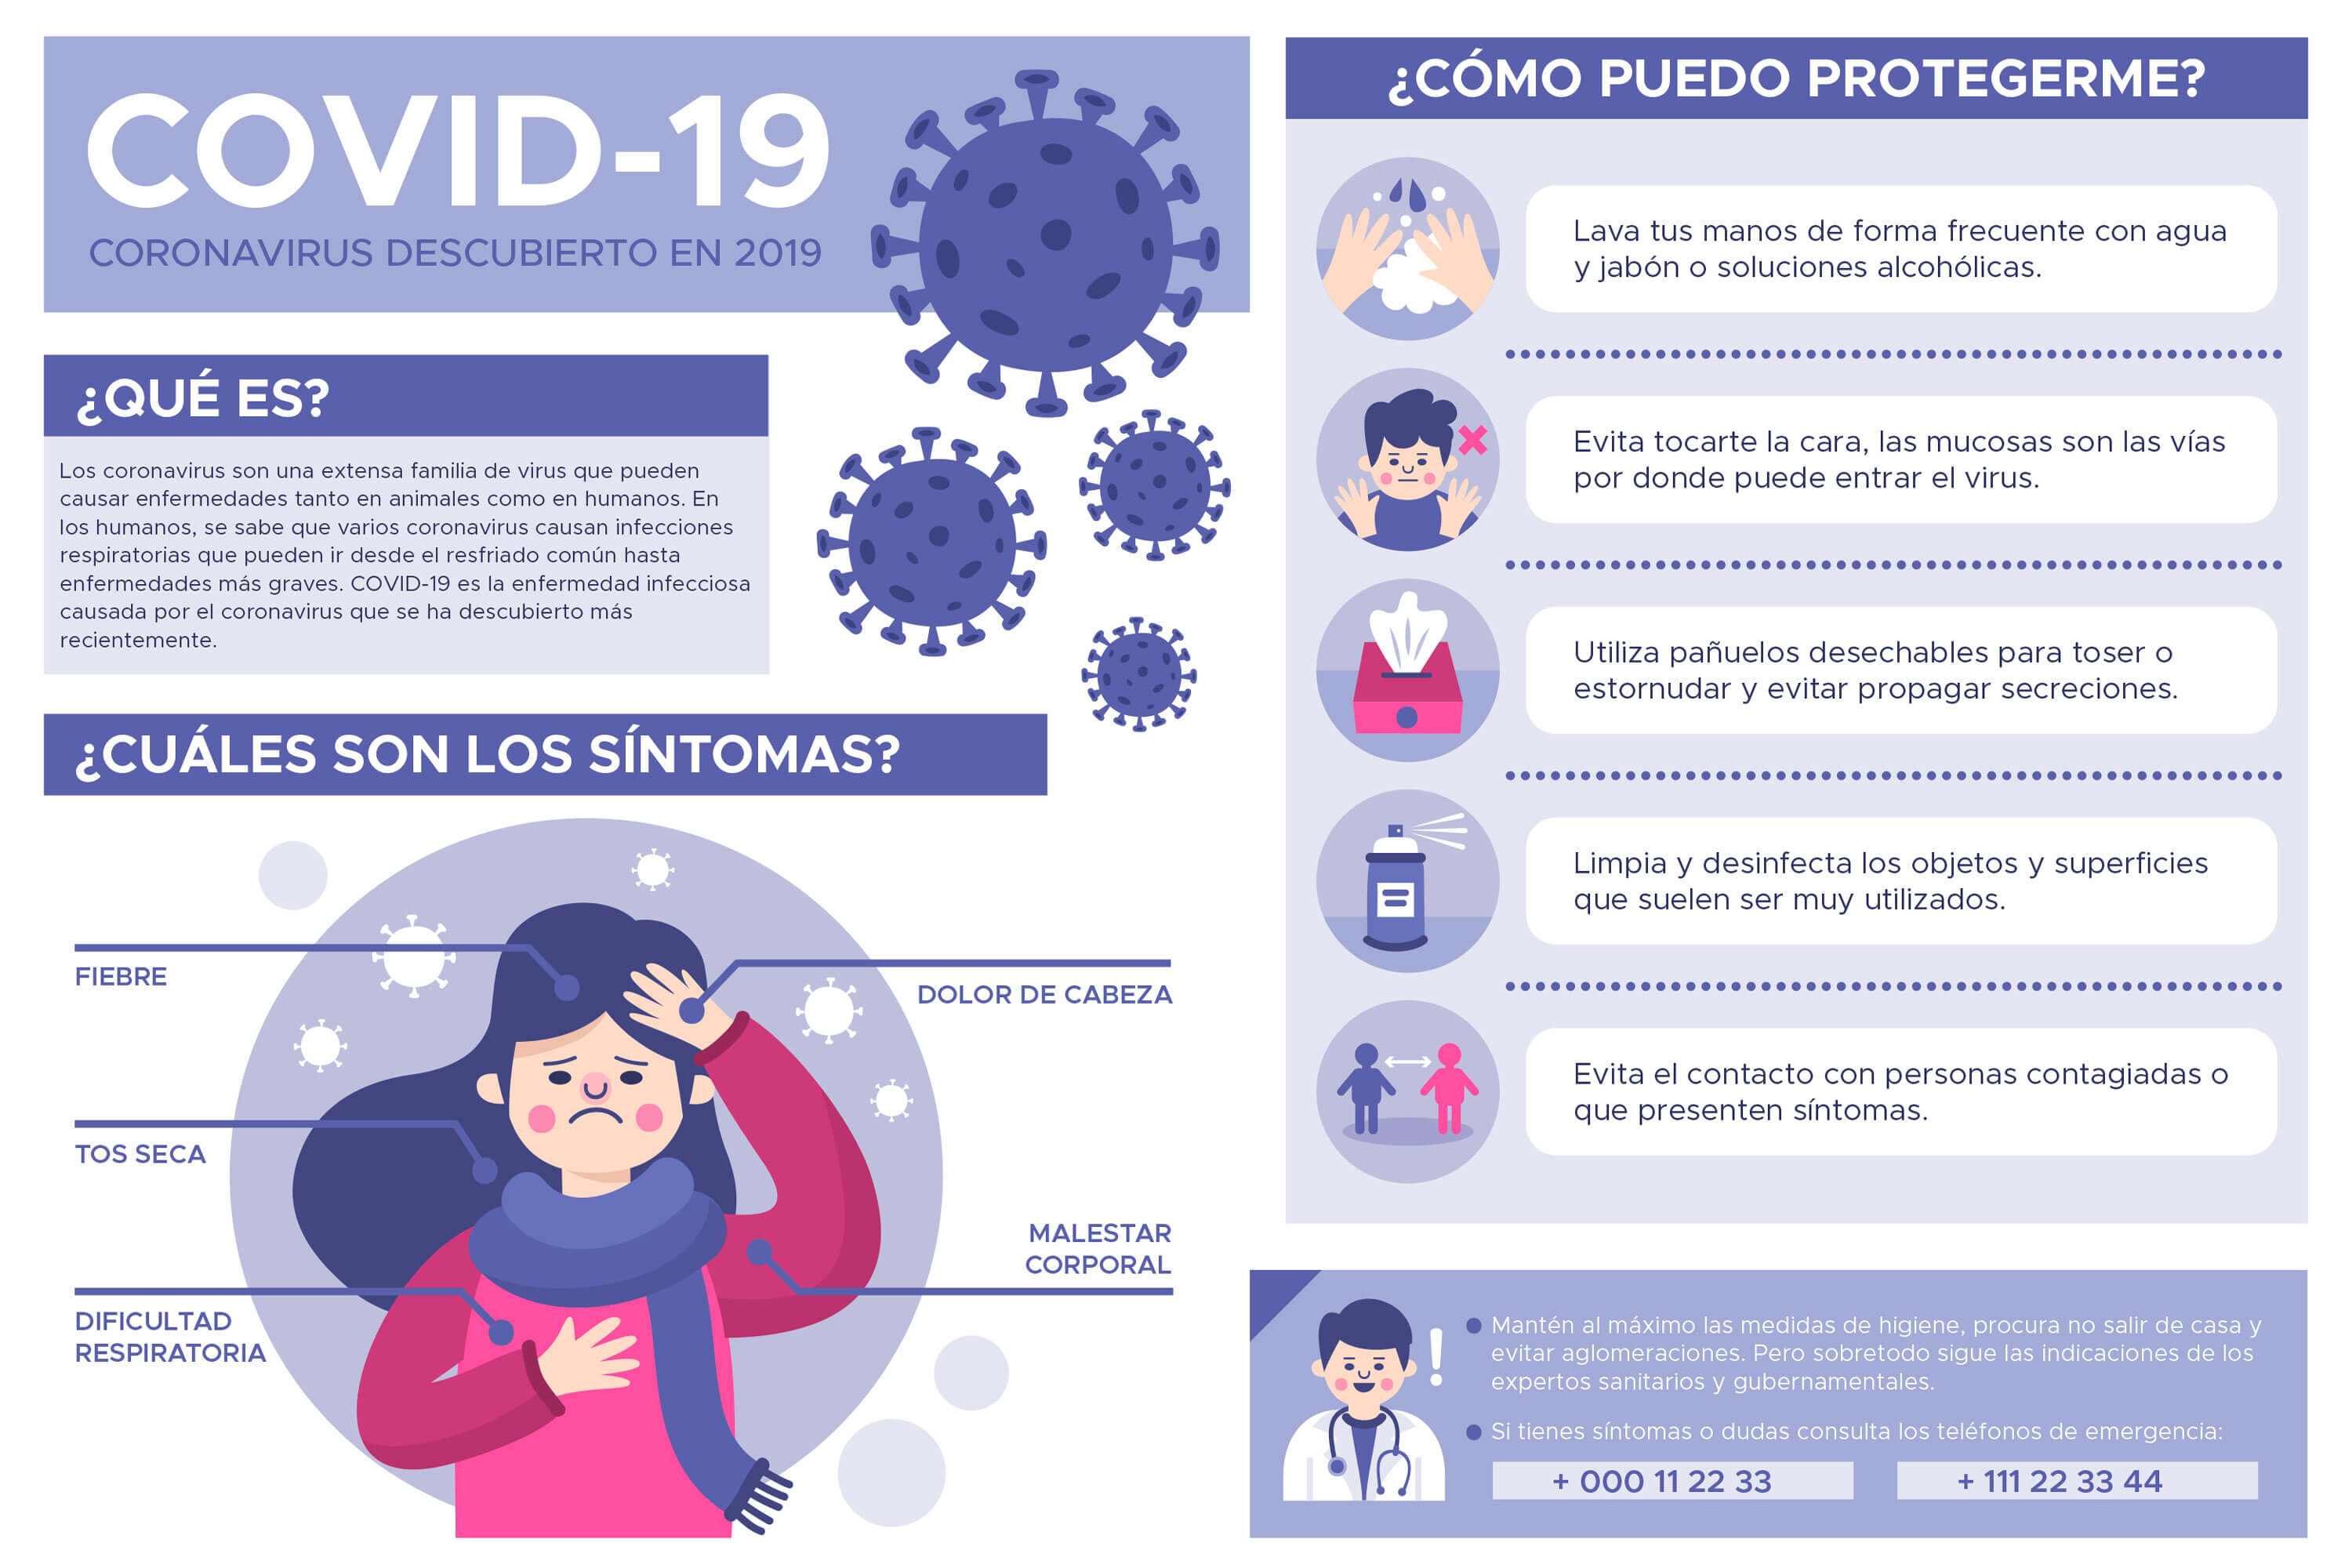 COVID-19
CORONAVIRUS DESCUBIERTO EN 2019
¿QUÉ ES?
Los coronavirus son una extensa familia de virus que pueden
causar enfermedades tanto en animales como en humanos. En
los humanos, se sabe que varios coronavirus causan infecciones
respiratorias que pueden ir desde el resfriado común hasta
enfermedades más graves. COVID-19 es la enfermedad infecciosa
causada por el coronavirus que se ha descubierto más
recientemente.
¿CUÁLES SON LOS SÍNTOMAS?
FIEBRE
DOLOR DE CABEZA
TOS SECA
MALESTAR
CORPORAL
DIFICULTAD
RESPIRATORIA
¿CÓMO PUEDO PROTEGERME?
Lava tus manos de forma frecuente con agua
y jabón o soluciones alcohólicas.
Evita tocarte la cara, las mucosas son las vías
por donde puede entrar el virus.
Utiliza pañuelos desechables para toser o
estornudar y evitar propagar secreciones.
Limpia y desinfecta los objetos y superficies
que suelen ser muy utilizados.
Evita el contacto con personas contagiadas o
que presenten síntomas.
Mantén al máximo las medidas de higiene, procura no salir de casa y
evitar aglomeraciones. Pero sobretodo sigue las indicaciones de los
expertos sanitarios y gubernamentales.
Si tienes síntomas o dudas consulta los teléfonos de emergencia:
+ 000 11 22 33
+ 111 22 33 44